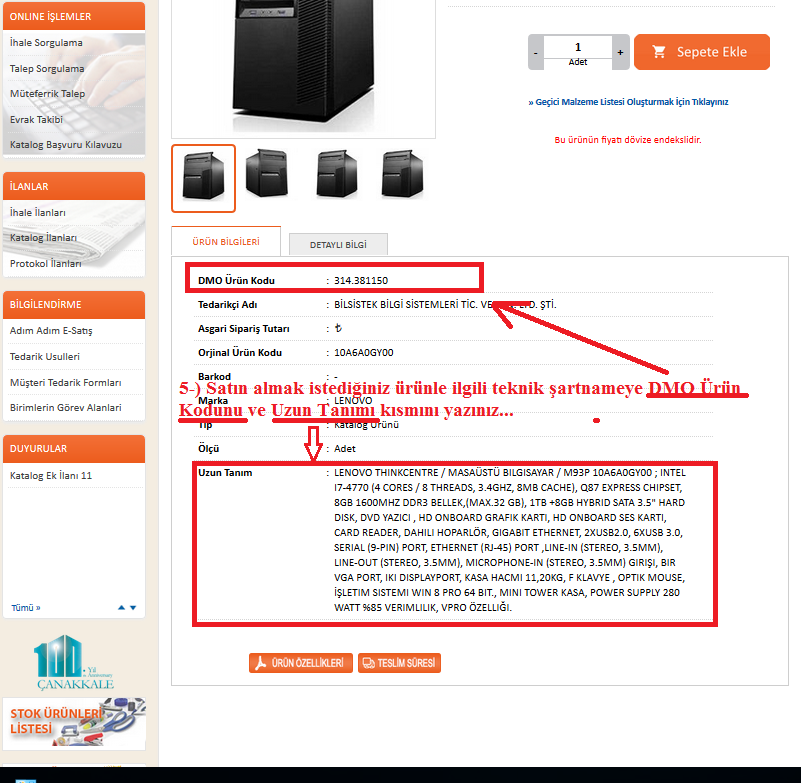 ONLINE İŞLEMLER
İhale Sorgulama
Talep Sorgulama
Müteferrik Talep
Evrak Takibi
Katalog Başvuru Kılavuzu
İLANLAR
İhale İlanları
Katalog İlanları
Protokol İlanları
BİLGİLENDİRME
Adım Adım E-Satış
Tedarik Usulleri
Müşteri Tedarik Formları
Birimlerin Görev Alanlari
DUYURULAR
Katalog Ek İlanı 11
Tümü »
100. Yıl
ÇANAKKALE
STOK ÜRÜNLERİ
LİSTESİ
- 1 +
Adet
Sepete Ekle
» Geçici Malzeme Listesi Oluşturmak İçin Tıklayınız
Bu ürünün fiyatı dövize endekslidir.
ÜRÜN BİLGİLERİ
DETAYLI BİLGİ
DMO Ürün Kodu : 314.381150
Tedarikçi Adı : BİLSİSTEK BİLGİ SİSTEMLERİ TİC. VE LTD. ŞTİ.
Asgari Sipariş Tutarı : ₺
Orjinal Ürün Kodu : 10A6A0GY00
Barkod : -
5-) Satın almak istediğiniz ürünle ilgili teknik şartnameye DMO Ürün
Marka : LENOVO
Kodunu ve Uzun Tanımı kısmını yazınız...
Tip : Katalog Ürünü
Ölçü : Adet
Uzun Tanım : LENOVO THINKCENTRE / MASAÜSTÜ BILGISAYAR / M93P 10A6A0GY00 ; INTEL
I7-4770 (4 CORES / 8 THREADS, 3.4GHZ, 8MB CACHE), Q87 EXPRESS CHIPSET,
8GB 1600MHZ DDR3 BELLEK,(MAX.32 GB), 1TB +8GB HYBRID SATA 3.5" HARD
DISK, DVD YAZICI , HD ONBOARD GRAFIK KARTI, HD ONBOARD SES KARTI,
CARD READER, DAHILI HOPARLÖR, GIGABIT ETHERNET, 2XUSB2.0, 6XUSB 3.0,
SERIAL (9-PIN) PORT, ETHERNET (RJ-45) PORT ,LINE-IN (STEREO, 3.5MM),
LINE-OUT (STEREO, 3.5MM), MICROPHONE-IN (STEREO, 3.5MM) GIRIŞI, BIR
VGA PORT, IKI DISPLAYPORT, KASA HACMI 11,20KG, F KLAVYE , OPTIK MOUSE,
İŞLETIM SISTEMI WIN 8 PRO 64 BIT., MINI TOWER KASA, POWER SUPPLY 280
WATT %85 VERIMLILIK, VPRO ÖZELLIĞI.
ÜRÜN ÖZELLİKLERİ
TESLİM SÜRESİ